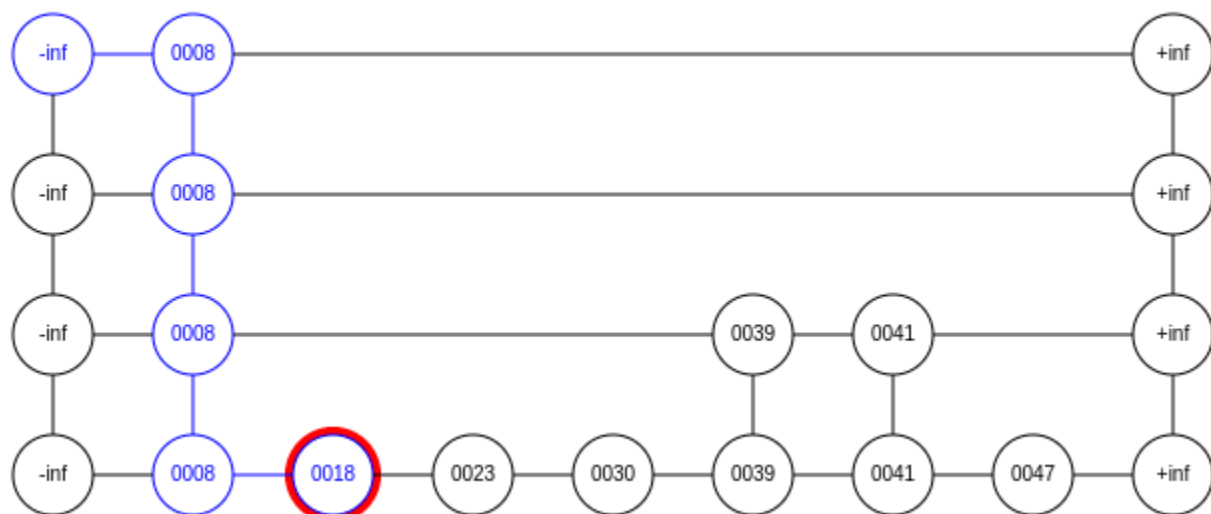 -inf 0008 +inf
-inf 0008 +inf
-inf 0008 0039 0041 +inf
-inf 0008 0018 0023 0030 0039 0041 0047 +inf